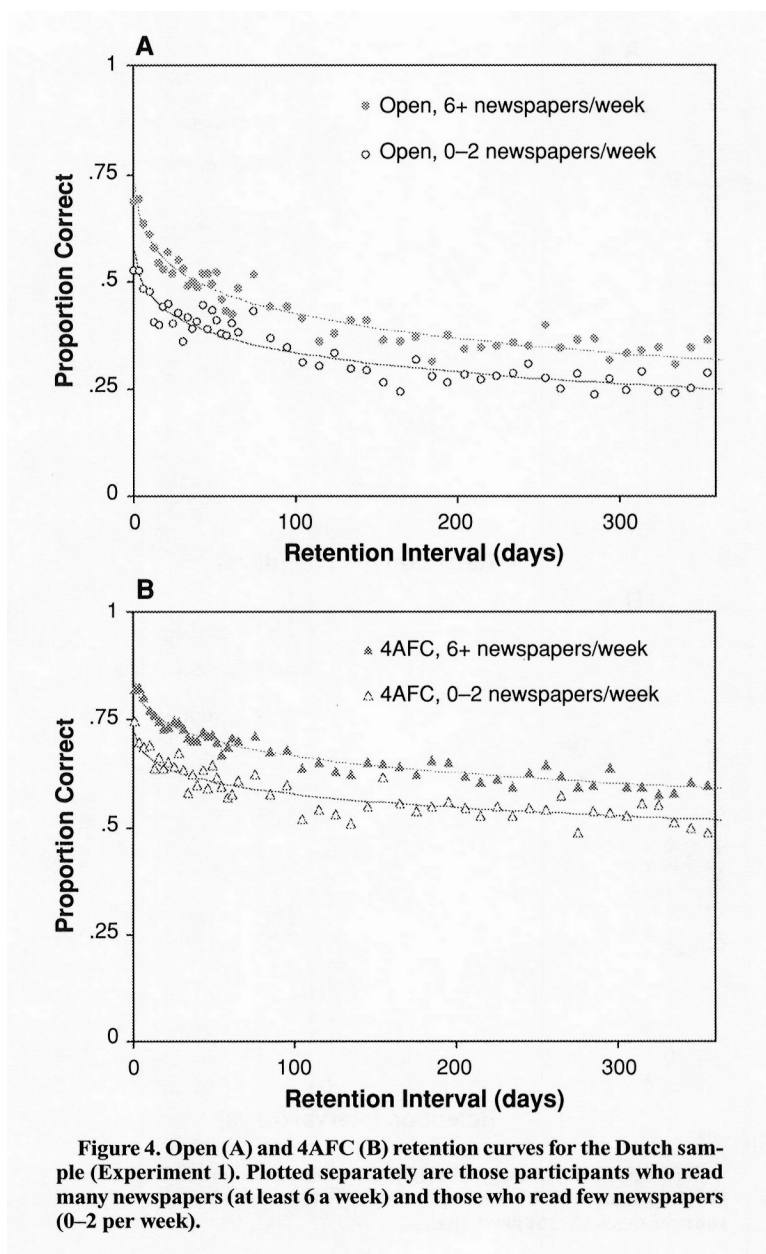 A
1
.75
.5
.25
0
Proportion Correct
Open, 6+ newspapers/week
Open, 0–2 newspapers/week
0 100 200 300
Retention Interval (days)
B
1
.75
.5
.25
0
Proportion Correct
4AFC, 6+ newspapers/week
4AFC, 0–2 newspapers/week
0 100 200 300
Retention Interval (days)
Figure 4. Open (A) and 4AFC (B) retention curves for the Dutch sam-
ple (Experiment 1). Plotted separately are those participants who read
many newspapers (at least 6 a week) and those who read few newspapers
(0–2 per week).